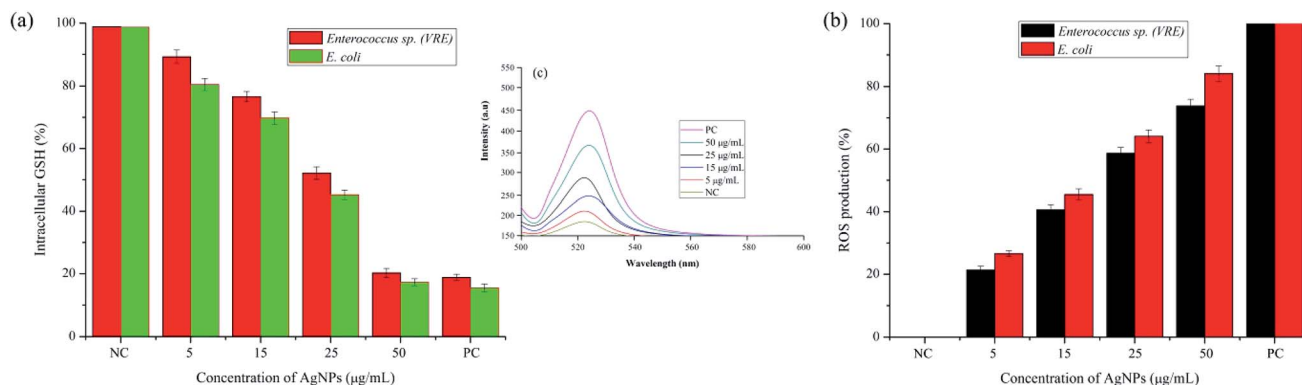 (a)
100
80
60
40
20
0
Intracellular GSH (%)
Enterococcus sp. (VRE)
E. coli
NC 5 15 25 50 PC
Concentration of AgNPs (µg/mL)
(c)
550
450
400
350
300
250
200
150
Intensity (a.u)
PC
50 µg/mL
25 µg/mL
15 µg/mL
5 µg/mL
NC
500 520 540 560 580 600
Wavelength (nm)
(b)
100
80
60
40
20
0
ROS production (%)
Enterococcus sp. (VRE)
E. coli
NC 5 15 25 50 PC
Concentration of AgNPs (µg/mL)